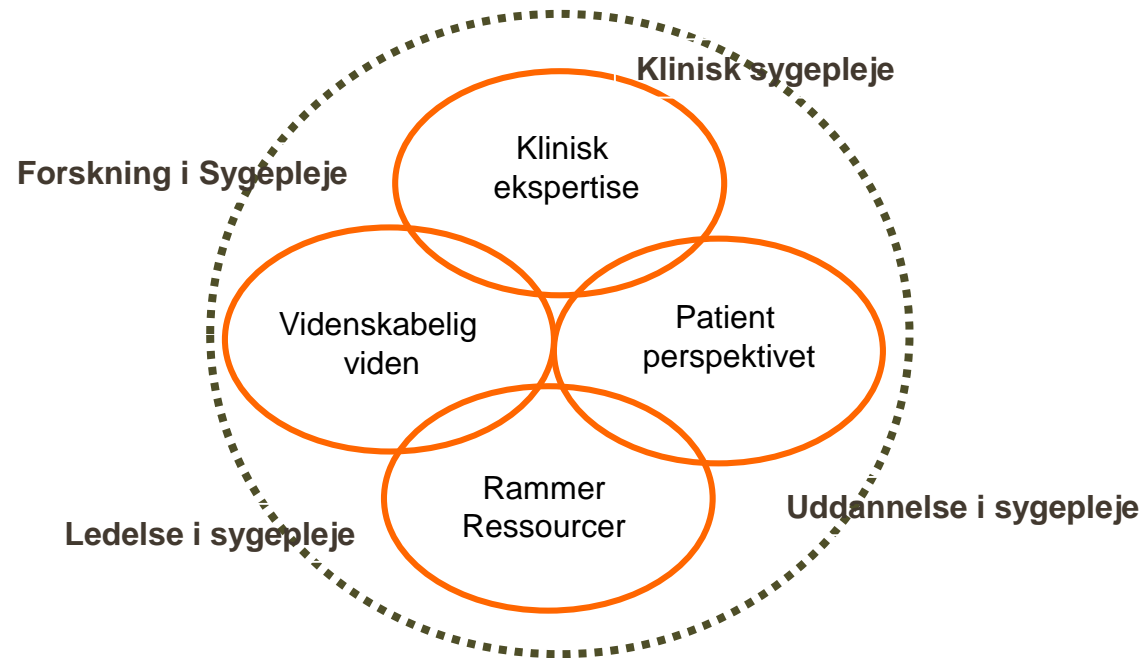 Klinisk sygepleje
Klinisk
ekspertise
Forskning i Sygepleje
Videnskabelig
viden
Patient
perspektivet
Rammer
Ressourcer
Uddannelse i sygepleje
Ledelse i sygepleje